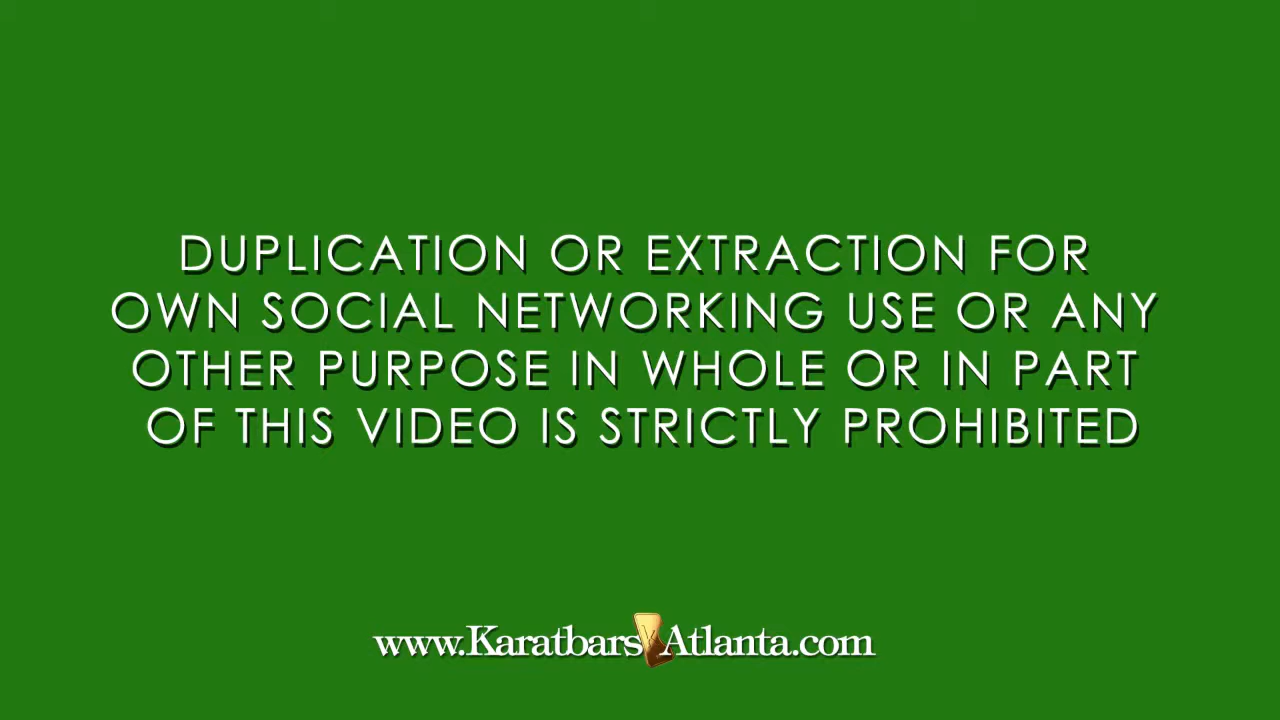 DUPLICATION OR EXTRACTION FOR
OWN SOCIAL NETWORKING USE OR ANY
OTHER PURPOSE IN WHOLE OR IN PART
OF THIS VIDEO IS STRICTLY PROHIBITED
www.KaratbarsAtlanta.com